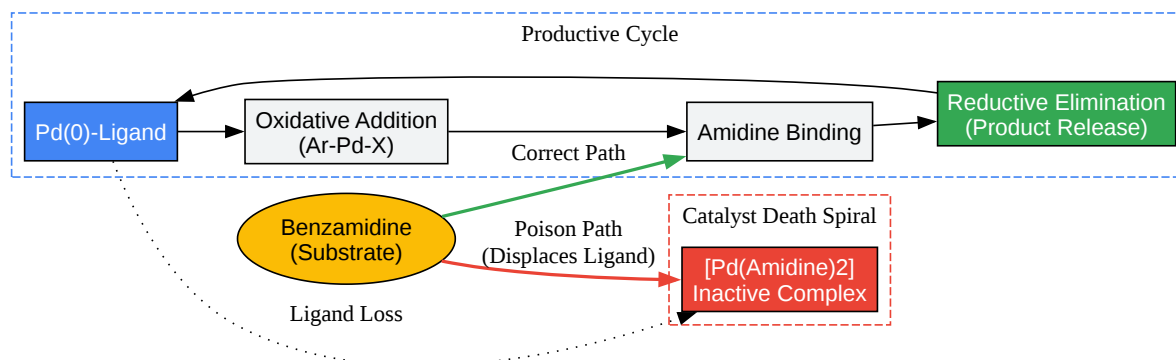 Productive Cycle
Pd(0)-Ligand
Oxidative Addition
(Ar-Pd-X)
Amidine Binding
Reductive Elimination
(Product Release)
Correct Path
Benzamidine
(Substrate)
Poison Path
(Displaces Ligand)
Catalyst Death Spiral
[Pd(Amidine)2]
Inactive Complex
Ligand Loss